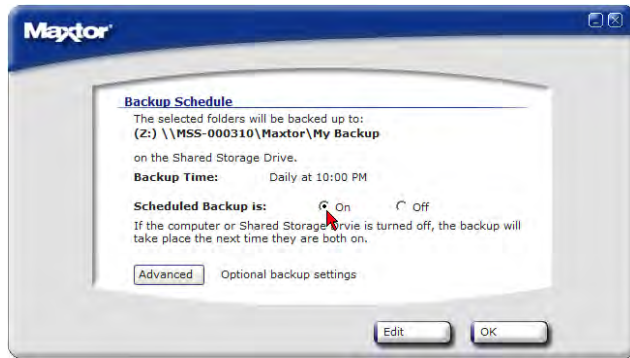 Maxtor
Backup Schedule
The selected folders will be backed up to:
(Z:) \\MSS-000310\Maxtor\My Backup
on the Shared Storage Drive.
Backup Time: Daily at 10:00 PM
Scheduled Backup is: On Off
If the computer or Shared Storage Drvie is turned off, the backup will
take place the next time they are both on.
Advanced Optional backup settings
Edit OK